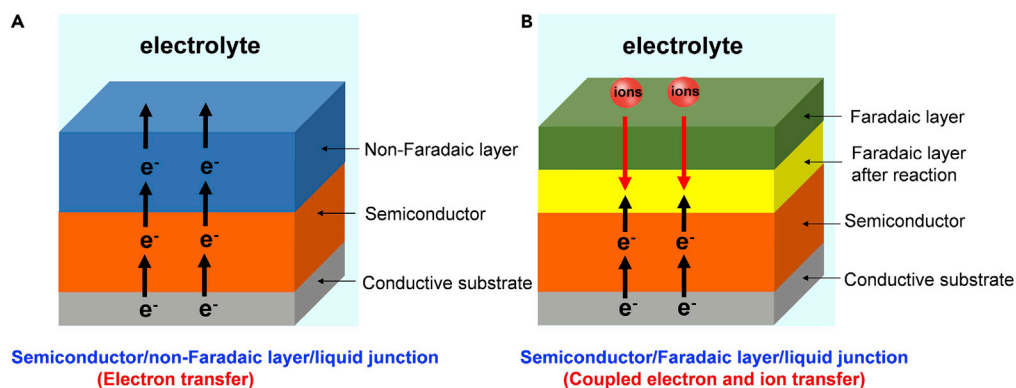 A
electrolyte
e-
e-
e-
e-
e-
e-
Non-Faradaic layer
Semiconductor
Conductive substrate
Semiconductor/non-Faradaic layer/liquid junction
(Electron transfer)
B
electrolyte
ions
ions
e-
e-
e-
e-
Faradaic layer
Faradaic layer
after reaction
Semiconductor
Conductive substrate
Semiconductor/Faradaic layer/liquid junction
(Coupled electron and ion transfer)